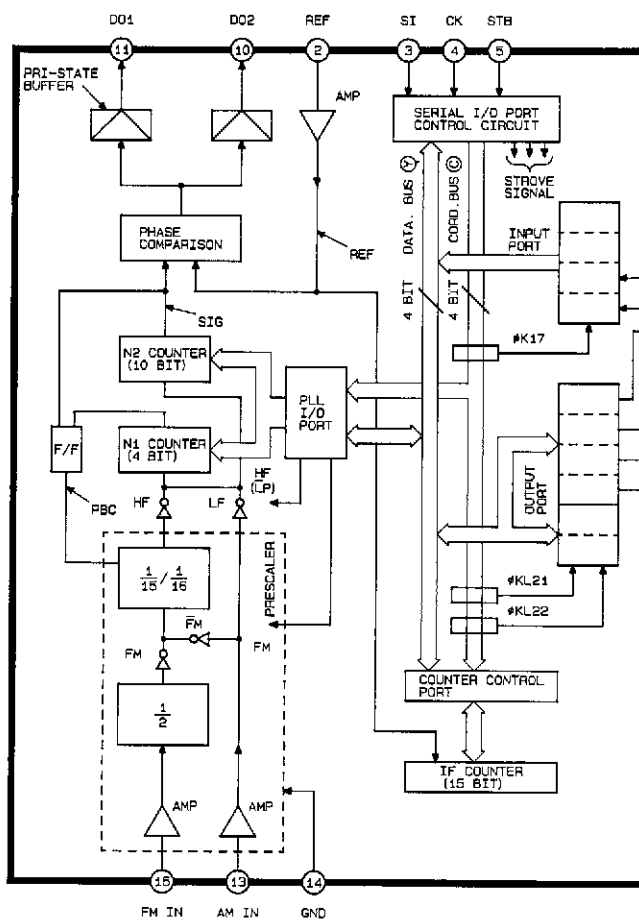 DO1 DO2 REF SI CK STB
11 10 2 3 4 5
PRI-STATE
BUFFER
AMP
SERIAL I/O PORT
CONTROL CIRCUIT
STROVE
SIGNAL
PHASE
COMPARISON
REF
4 BIT DATA. BUS Y
4 BIT CORD.BUS C
INPUT
PORT
SIG
N2 COUNTER
(10 BIT)
øK17
PLL
I/O
PORT
F/F
N1 COUNTER
(4 BIT)
PBC
HF
LF
HF
(LP)
OUTPUT
PORT
1/15 / 1/16
PRESCALER
øKL21
øKL22
FM
FM
FM
1/2
COUNTER CONTROL
PORT
IF COUNTER
(15 BIT)
AMP
AMP
15 13 14
FM IN AM IN GND